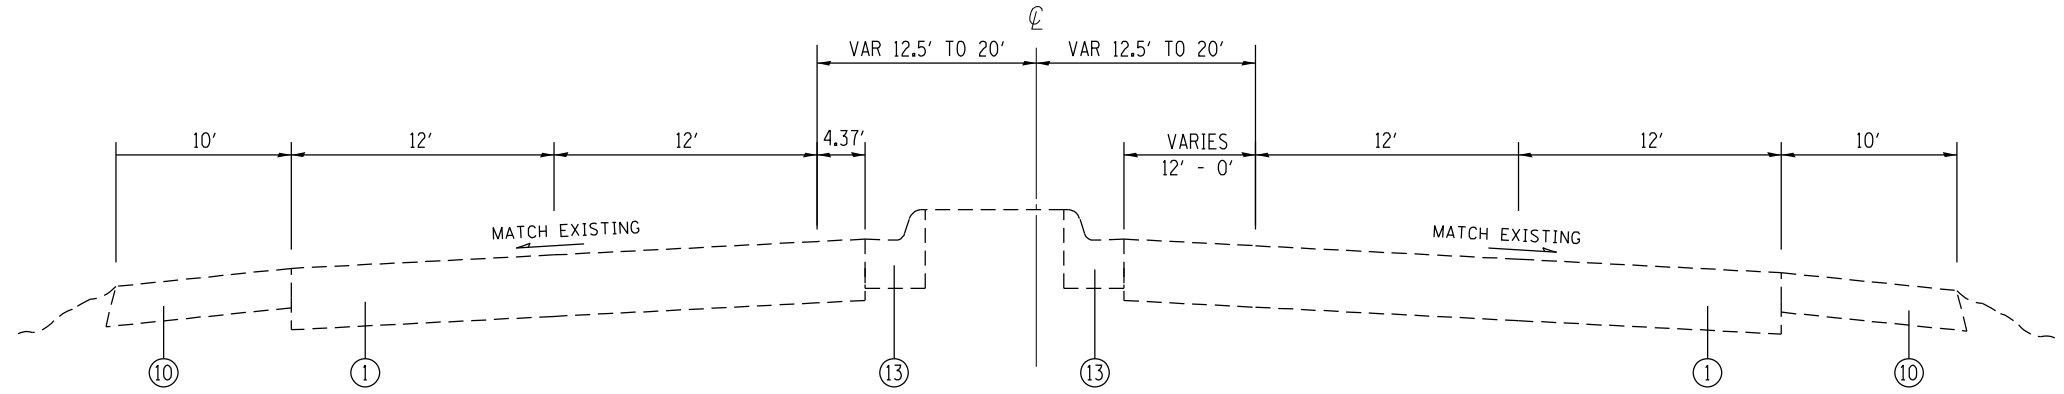 ℄
VAR 12.5' TO 20' VAR 12.5' TO 20'
10' 12' 12' 4.37' VARIES 12' 12' 10'
12' - 0'
MATCH EXISTING MATCH EXISTING
10 1 13 13 1 10